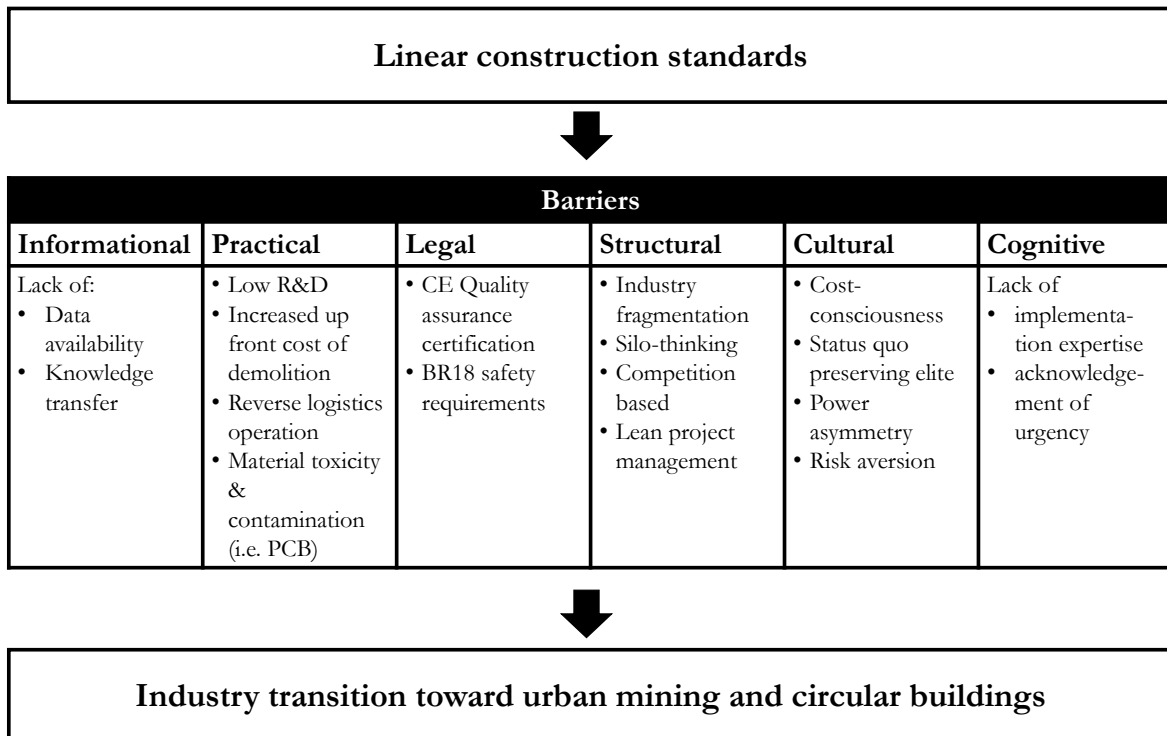 Linear construction standards
Barriers
Informational
Practical
Legal
Structural
Cultural
Cognitive
Lack of:
• Data
availability
• Knowledge
transfer
• Low R&D
• Increased up
front cost of
demolition
• Reverse logistics
operation
• Material toxicity
&
contamination
(i.e. PCB)
• CE Quality
assurance
certification
• BR18 safety
requirements
• Industry
fragmentation
• Silo-thinking
• Competition
based
• Lean project
management
• Cost-
consciousness
• Status quo
preserving elite
• Power
asymmetry
• Risk aversion
Lack of
• implementa-
tion expertise
• acknowledge-
ment of
urgency
Industry transition toward urban mining and circular buildings